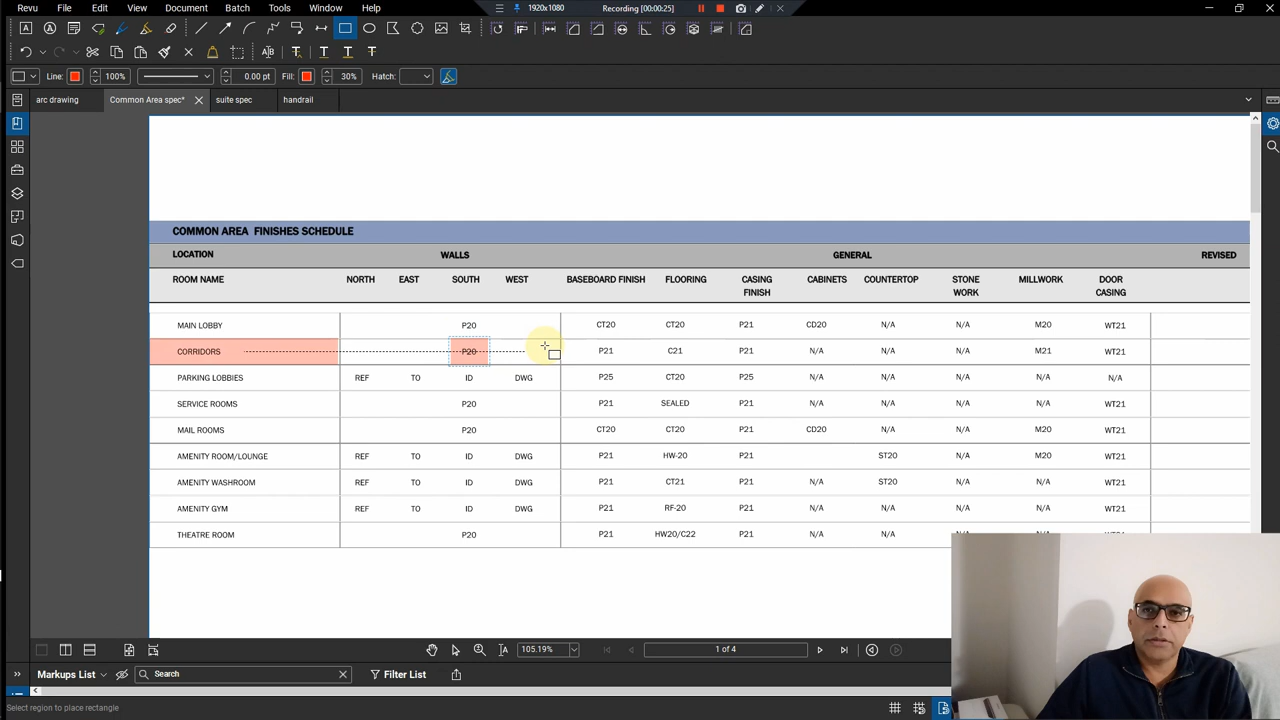 Revu File Edit View Document Batch Tools Window Help
1920x1080 Recording [00:00:25]
Line: 100% 0.00 pt Fill: 30% Hatch:
arc drawing Common Area spec* suite spec handrail
COMMON AREA FINISHES SCHEDULE
LOCATION WALLS GENERAL REVISED
ROOM NAME NORTH EAST SOUTH WEST BASEBOARD FINISH FLOORING CASING FINISH CABINETS COUNTERTOP STONE WORK MILLWORK DOOR CASING
MAIN LOBBY P20 CT20 CT20 P21 CD20 N/A N/A M20 WT21
CORRIDORS P20 P21 C21 P21 N/A N/A N/A M21 WT21
PARKING LOBBIES REF TO ID DWG P25 CT20 P25 N/A N/A N/A N/A N/A
SERVICE ROOMS P20 P21 SEALED P21 N/A N/A N/A N/A WT21
MAIL ROOMS P20 CT20 CT20 P21 CD20 N/A N/A M20 WT21
AMENITY ROOM/LOUNGE REF TO ID DWG P21 HW-20 P21 ST20 N/A M20 WT21
AMENITY WASHROOM REF TO ID DWG P21 CT21 P21 N/A ST20 N/A N/A WT21
AMENITY GYM REF TO ID DWG P21 RF-20 P21 N/A N/A N/A N/A WT21
THEATRE ROOM P20 P21 HW20/C22 P21 N/A N/A
105.19% 1 of 4
Markups List Search Filter List
Select region to place rectangle